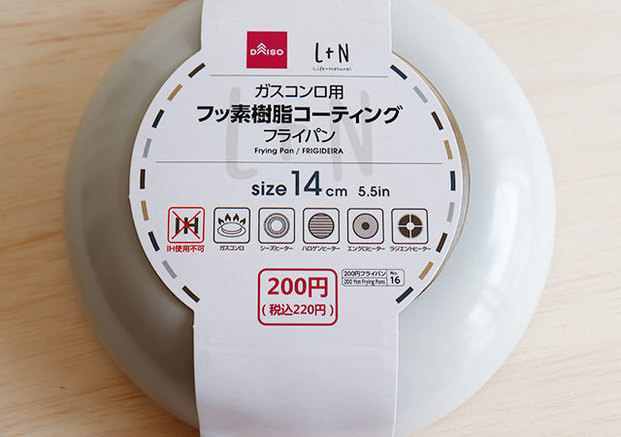 DAISO
L+N
Life+Natural
ガスコンロ用
フッ素樹脂コーティング
フライパン
Frying Pan / FRIGIDEIRA
L+N
size 14cm 5.5in
IH
IH使用不可 ガスコンロ シーズヒーター ハロゲンヒーター エンクロヒーター ラジエントヒーター
200円
(税込220円)
200円フライパン No.
200 Yen Frying Pans 16